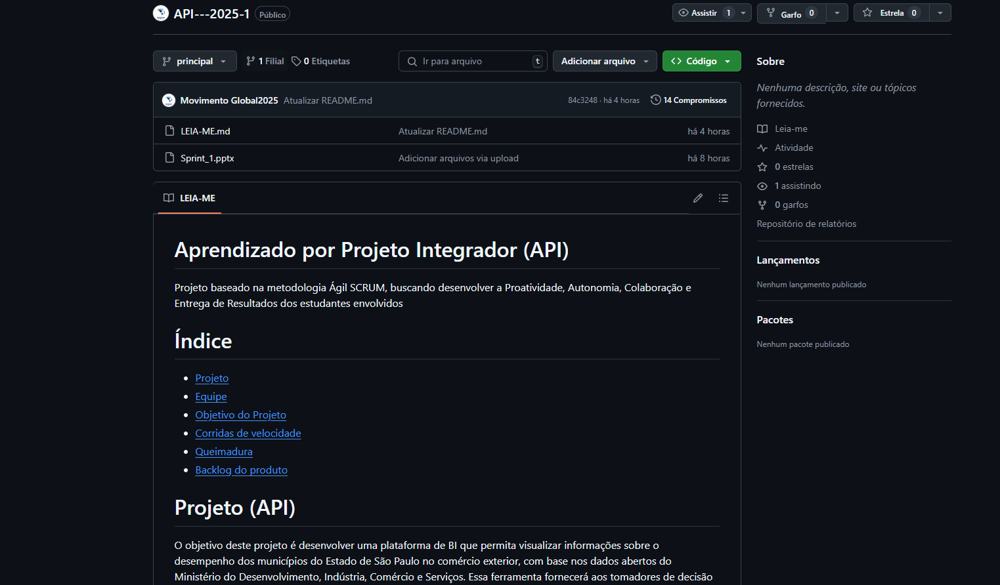 API---2025-1 Público Assistir 1 Garfo 0 Estrela 0
principal 1 Filial 0 Etiquetas Ir para arquivo t Adicionar arquivo Código
Movimento Global2025 Atualizar README.md 84c3248 · há 4 horas 14 Compromissos
LEIA-ME.md Atualizar README.md há 4 horas
Sprint_1.pptx Adicionar arquivos via upload há 8 horas
LEIA-ME
Aprendizado por Projeto Integrador (API)
Projeto baseado na metodologia Ágil SCRUM, buscando desenvolver a Proatividade, Autonomia, Colaboração e
Entrega de Resultados dos estudantes envolvidos
Índice
Projeto
Equipe
Objetivo do Projeto
Corridas de velocidade
Queimadura
Backlog do produto
Projeto (API)
O objetivo deste projeto é desenvolver uma plataforma de BI que permita visualizar informações sobre o
desempenho dos municípios do Estado de São Paulo no comércio exterior, com base nos dados abertos do
Ministério do Desenvolvimento, Indústria, Comércio e Serviços. Essa ferramenta fornecerá aos tomadores de decisão
Sobre
Nenhuma descrição, site ou tópicos
fornecidos.
Leia-me
Atividade
0 estrelas
1 assistindo
0 garfos
Repositório de relatórios
Lançamentos
Nenhum lançamento publicado
Pacotes
Nenhum pacote publicado